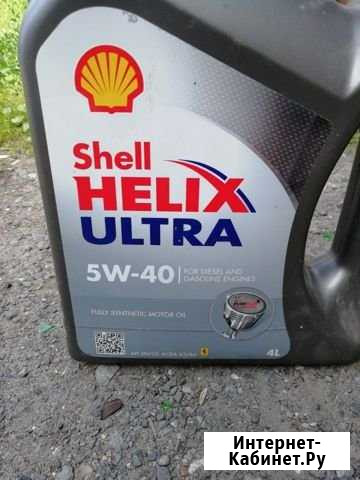 Shell
HELIX
ULTRA
5W-40
FOR DIESEL AND
GASOLINE ENGINES
FULLY SYNTHETIC MOTOR OIL
4L
Интернет-
Кабинет.Ру